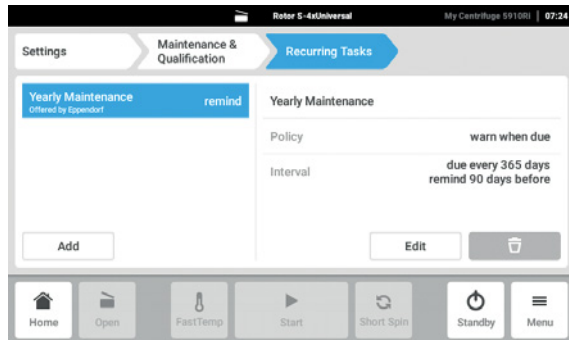 Rotor S-4xUniversal
My Centrifuge 5910Ri | 07:24
Settings
Maintenance &
Qualification
Recurring Tasks
Yearly Maintenance
Offered by Eppendorf
remind
Yearly Maintenance
Policy
warn when due
Interval
due every 365 days
remind 90 days before
Add
Edit
Home
Open
FastTemp
Start
Short Spin
Standby
Menu